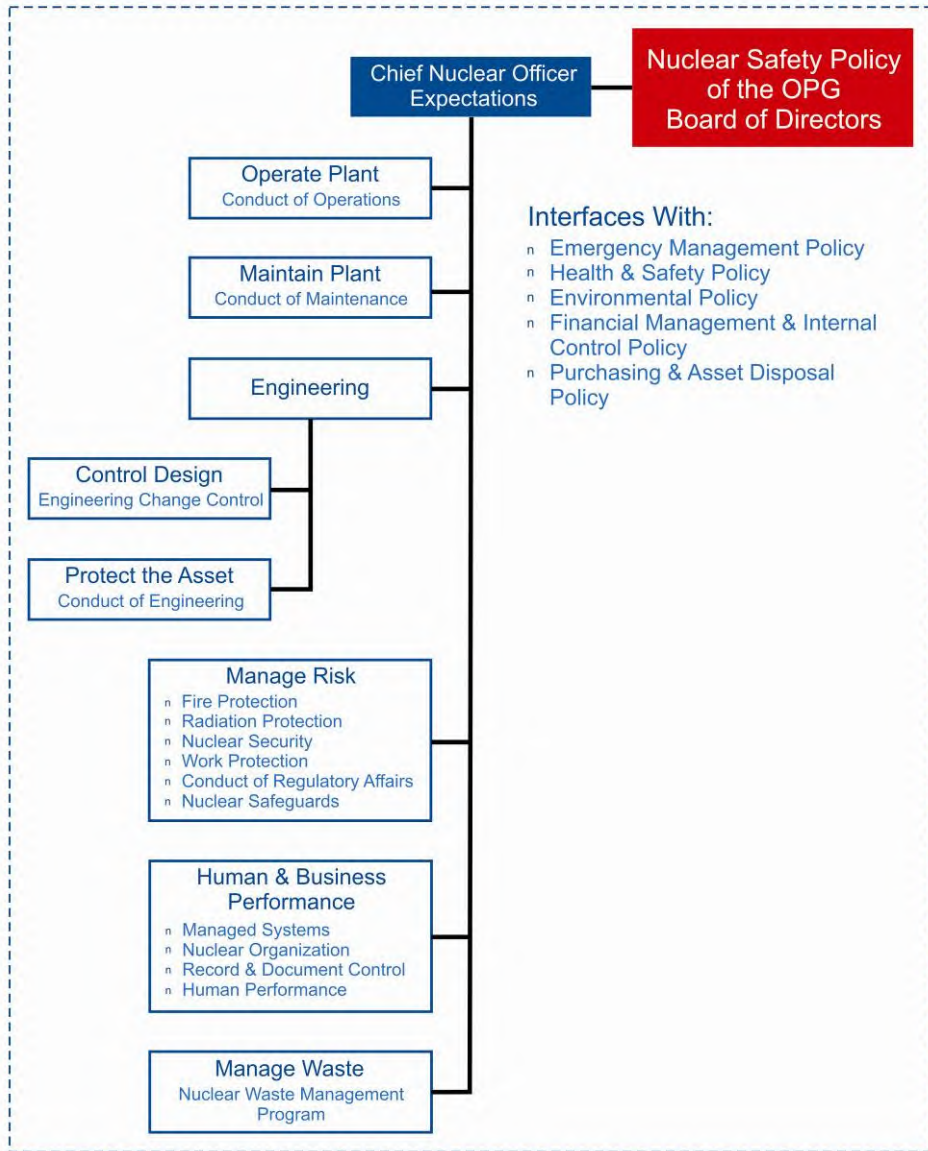 Chief Nuclear Officer
Expectations
Nuclear Safety Policy
of the OPG
Board of Directors
Operate Plant
Conduct of Operations
Interfaces With:
n Emergency Management Policy
n Health & Safety Policy
n Environmental Policy
n Financial Management & Internal
Control Policy
n Purchasing & Asset Disposal
Policy
Maintain Plant
Conduct of Maintenance
Engineering
Control Design
Engineering Change Control
Protect the Asset
Conduct of Engineering
Manage Risk
n Fire Protection
n Radiation Protection
n Nuclear Security
n Work Protection
n Conduct of Regulatory Affairs
n Nuclear Safeguards
Human & Business
Performance
n Managed Systems
n Nuclear Organization
n Record & Document Control
n Human Performance
Manage Waste
Nuclear Waste Management
Program